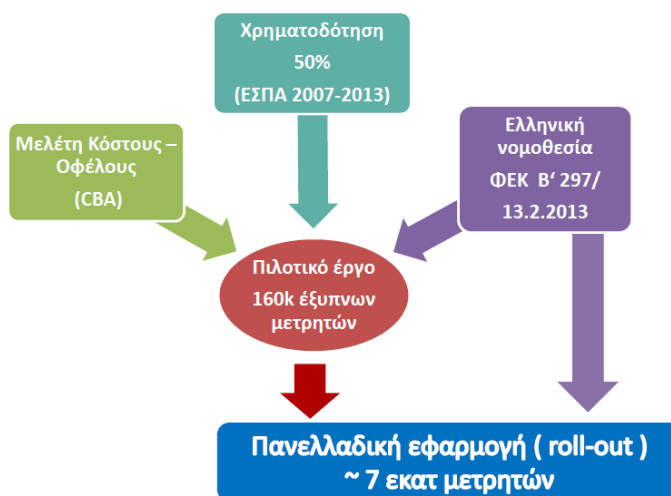 Χρηματοδότηση
50%
(ΕΣΠΑ 2007-2013)
Μελέτη Κόστους –
Οφέλους
(CBA)
Ελληνική
νομοθεσία
ΦΕΚ Β‘ 297/
13.2.2013
Πιλοτικό έργο
160k έξυπνων
μετρητών
Πανελλαδική εφαρμογή ( roll-out )
~ 7 εκατ μετρητών